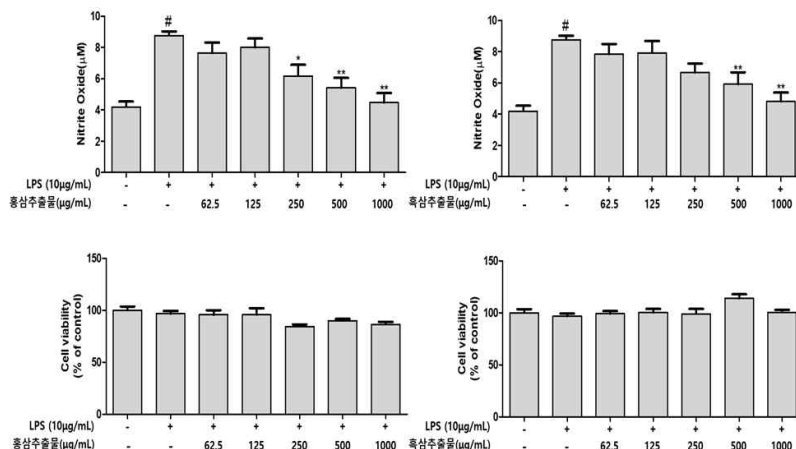 10
8
6
4
2
0
Nitrite Oxide(μM)
#
*
**
**
LPS (10μg/mL) - + + + + + +
홍삼추출물(μg/mL) - - 62.5 125 250 500 1000
10
8
6
4
2
0
Nitrite Oxide(μM)
#
**
**
LPS (10μg/mL) - + + + + + +
흑삼추출물(μg/mL) - - 62.5 125 250 500 1000
150
100
50
0
Cell viability
(% of control)
LPS (10μg/mL) - + + + + + +
홍삼추출물(μg/mL) - - 62.5 125 250 500 1000
150
100
50
0
Cell viability
(% of control)
LPS (10μg/mL) - + + + + + +
흑삼추출물(μg/mL) - - 62.5 125 250 500 1000